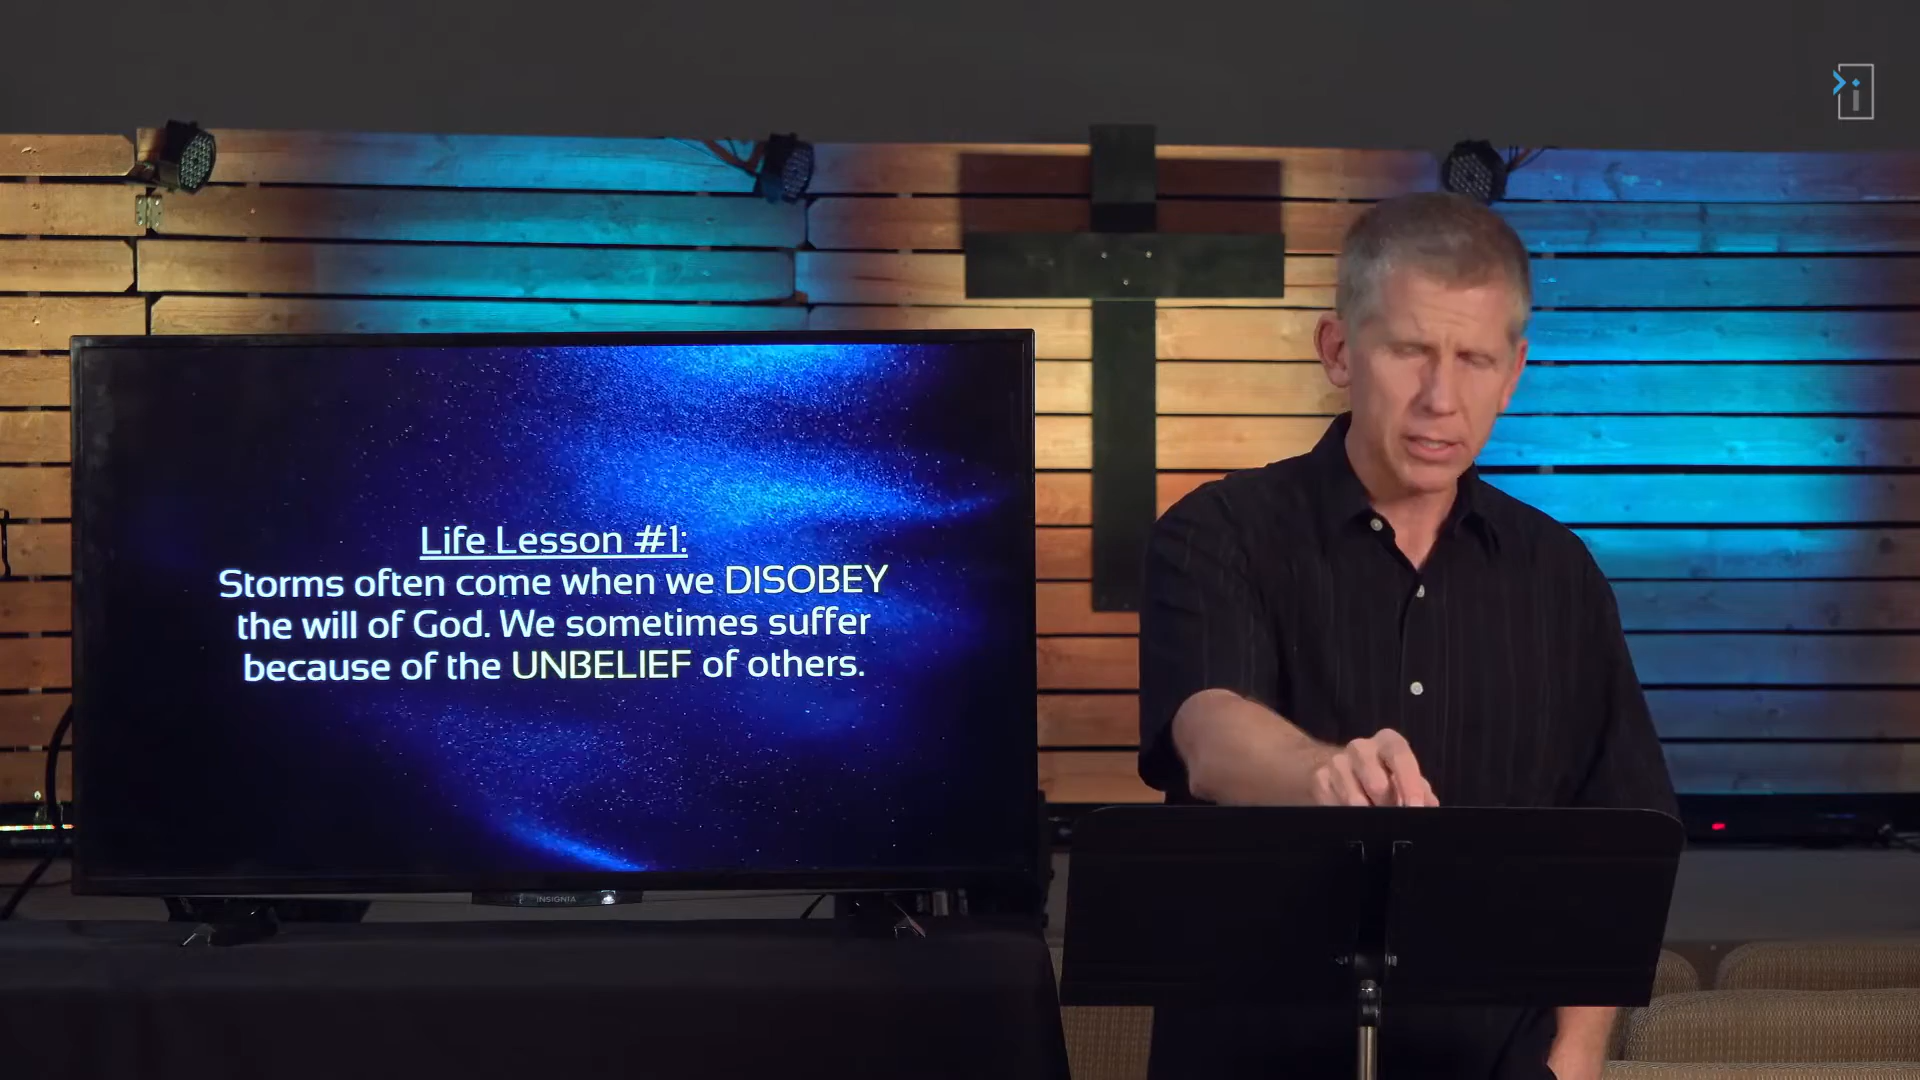 Life Lesson #1:
Storms often come when we DISOBEY
the will of God. We sometimes suffer
because of the UNBELIEF of others.
INSIGNIA